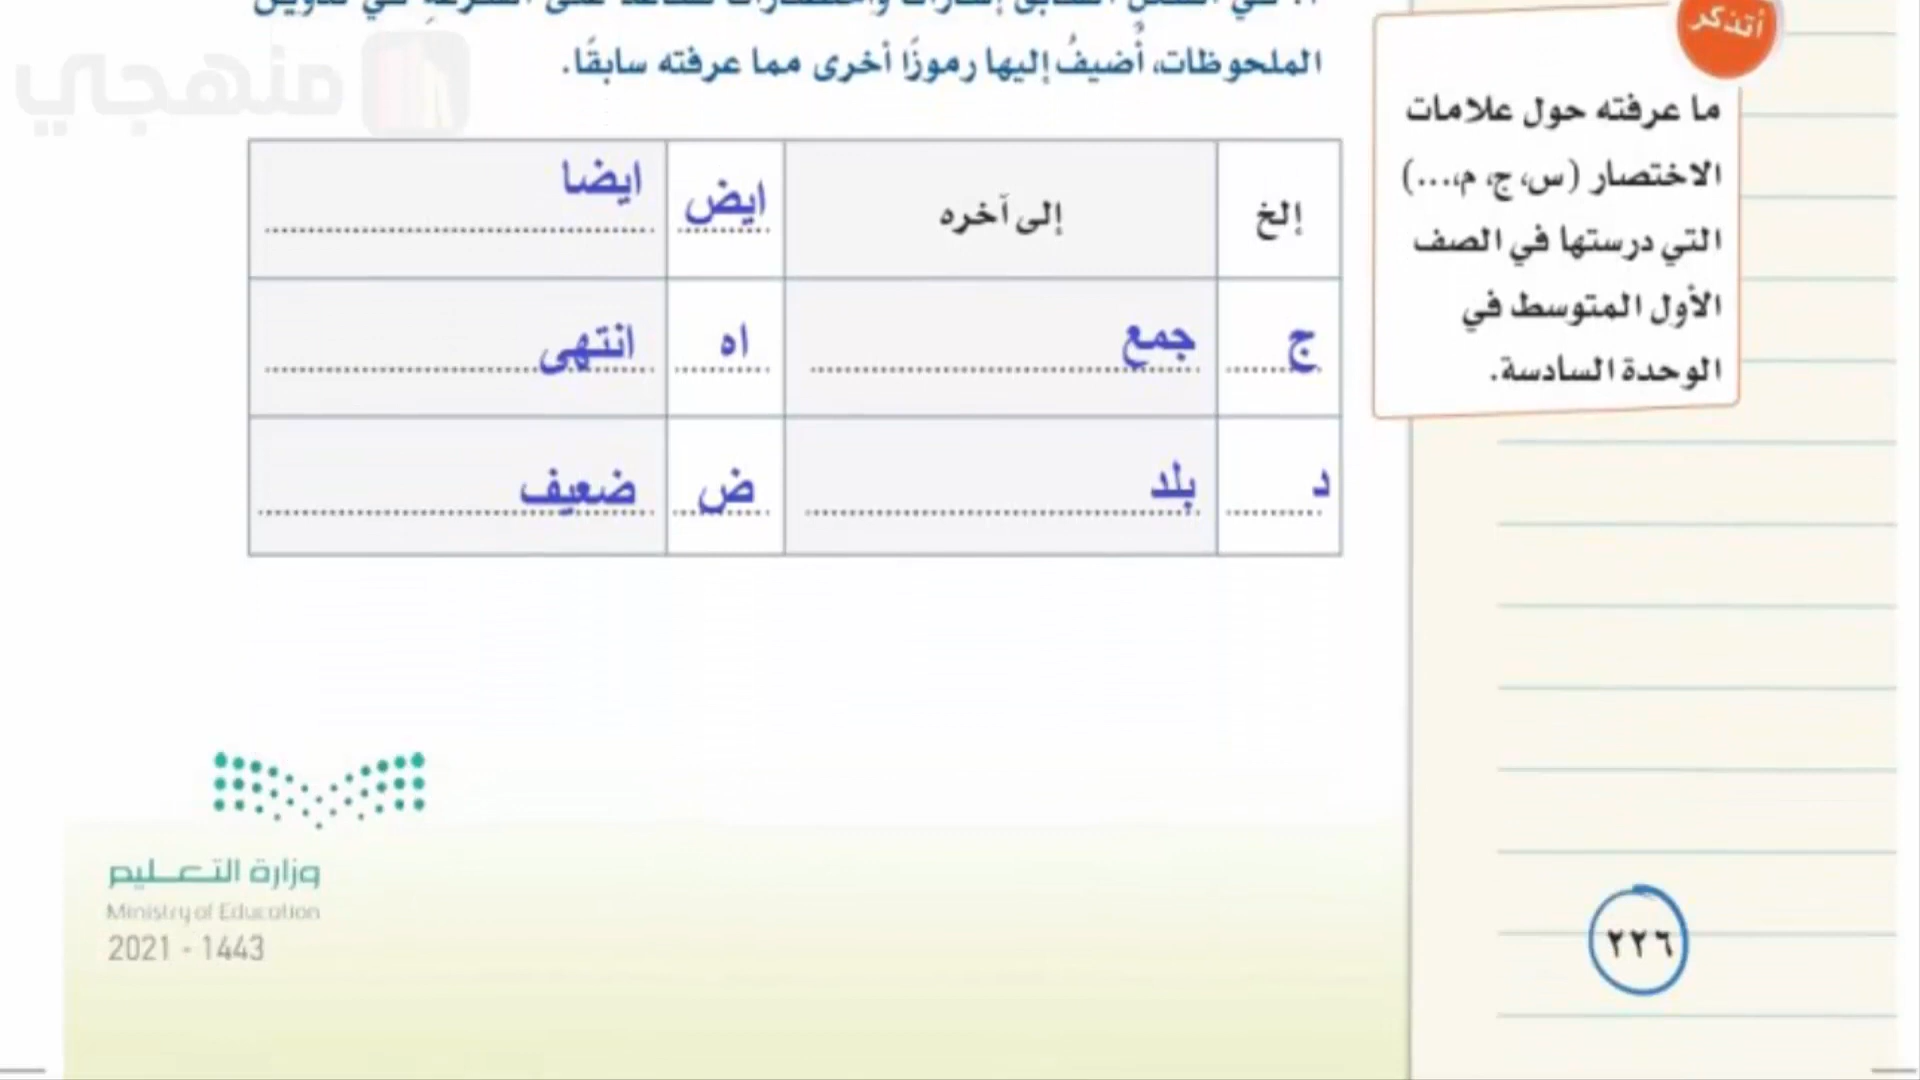 الملحوظات، أُضيفُ إليها رموزًا أخرى مما عرفته سابقًا.
إلخ إلى آخره ايض ايضا
ج جمع اه انتهى
د بلد ض ضعيف
أتذكر
ما عرفته حول علامات
الاختصار (س، ج، م،...)
التي درستها في الصف
الأول المتوسط في
الوحدة السادسة.
منهجي
وزارة التعليم
Ministry of Education
2021 - 1443
٢٢٦